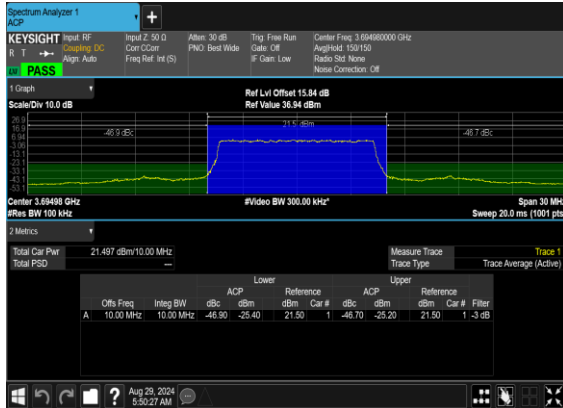 Spectrum Analyzer 1
ACP
+
KEYSIGHT Input: RF Input Z: 50 Ω Atten: 30 dB Trig: Free Run Center Freq: 3.694980000 GHz
R T Coupling: DC Corr CCorr PNO: Best Wide Gate: Off Avg|Hold: 150/150
Align: Auto Freq Ref: Int (S) IF Gain: Low Radio Std: None
LU PASS Noise Correction: Off
1 Graph Ref Lvl Offset 15.84 dB
Scale/Div 10.0 dB Ref Value 36.94 dBm
26.9
16.9
6.94
-3.06
-13.1
-23.1
-33.1
-43.1
-53.1
-46.9 dBc 21.5 dBm -46.7 dBc
Center 3.69498 GHz #Video BW 300.00 kHz* Span 30 MHz
#Res BW 100 kHz Sweep 20.0 ms (1001 pts)
2 Metrics
Total Car Pwr 21.497 dBm/10.00 MHz Measure Trace Trace 1
Total PSD --- Trace Type Trace Average (Active)
Lower Upper
ACP Reference ACP Reference
Offs Freq Integ BW dBc dBm dBm Car # dBc dBm dBm Car # Filter
A 10.00 MHz 10.00 MHz -46.90 -25.40 21.50 1 -46.70 -25.20 21.50 1 -3 dB
? Aug 29, 2024
5:50:27 AM